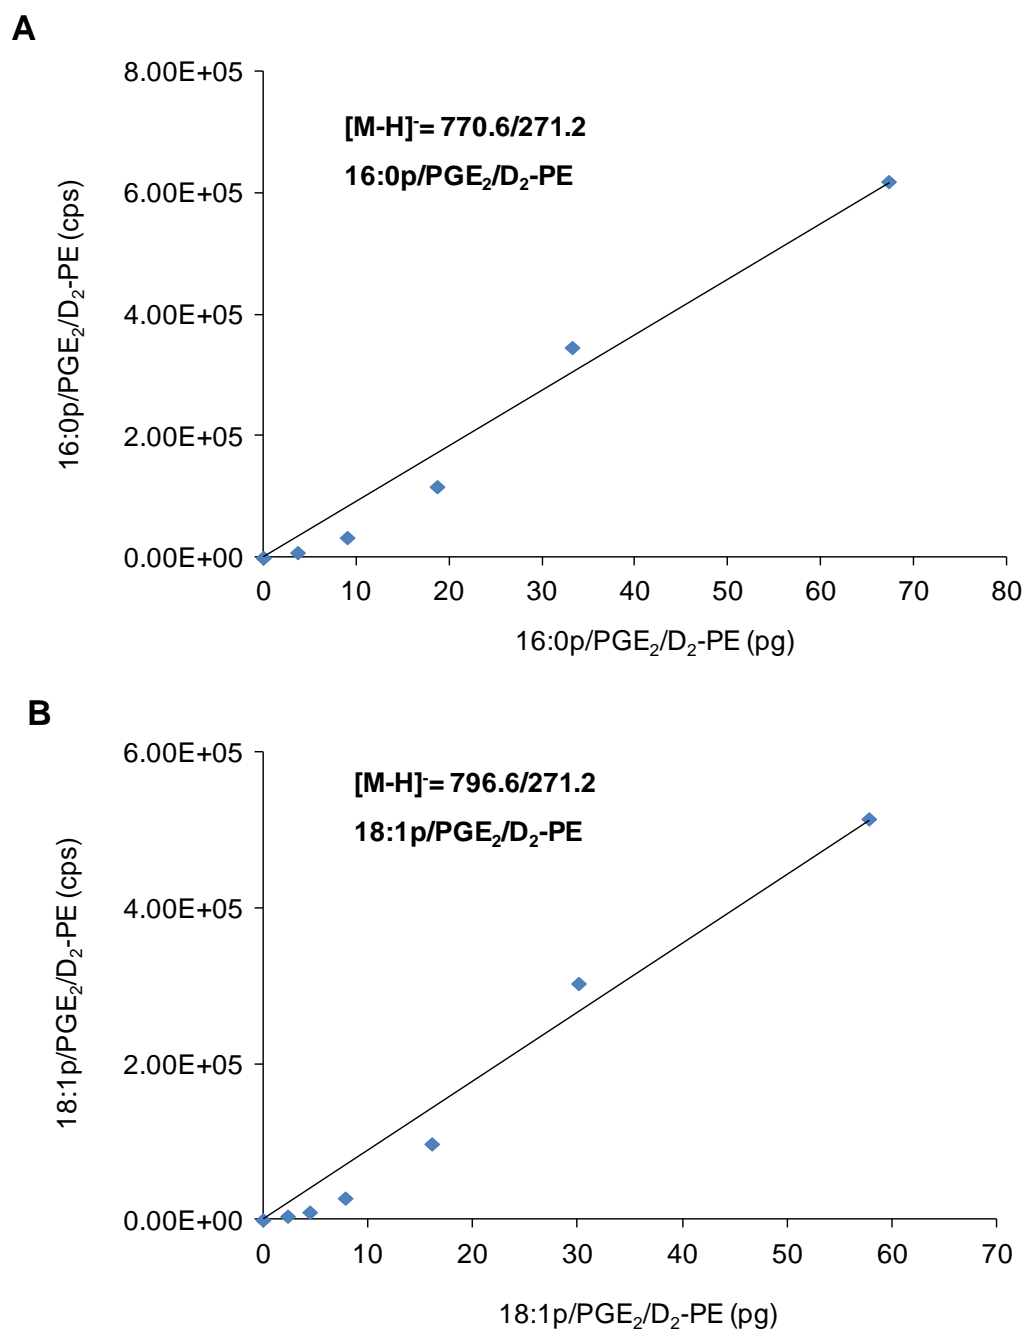 A
8.00E+05
[M-H]⁻= 770.6/271.2
16:0p/PGE₂/D₂-PE
6.00E+05
4.00E+05
2.00E+05
0.00E+00
16:0p/PGE₂/D₂-PE (cps)
0 10 20 30 40 50 60 70 80
16:0p/PGE₂/D₂-PE (pg)
B
6.00E+05
[M-H]⁻= 796.6/271.2
18:1p/PGE₂/D₂-PE
4.00E+05
2.00E+05
0.00E+00
18:1p/PGE₂/D₂-PE (cps)
0 10 20 30 40 50 60 70
18:1p/PGE₂/D₂-PE (pg)